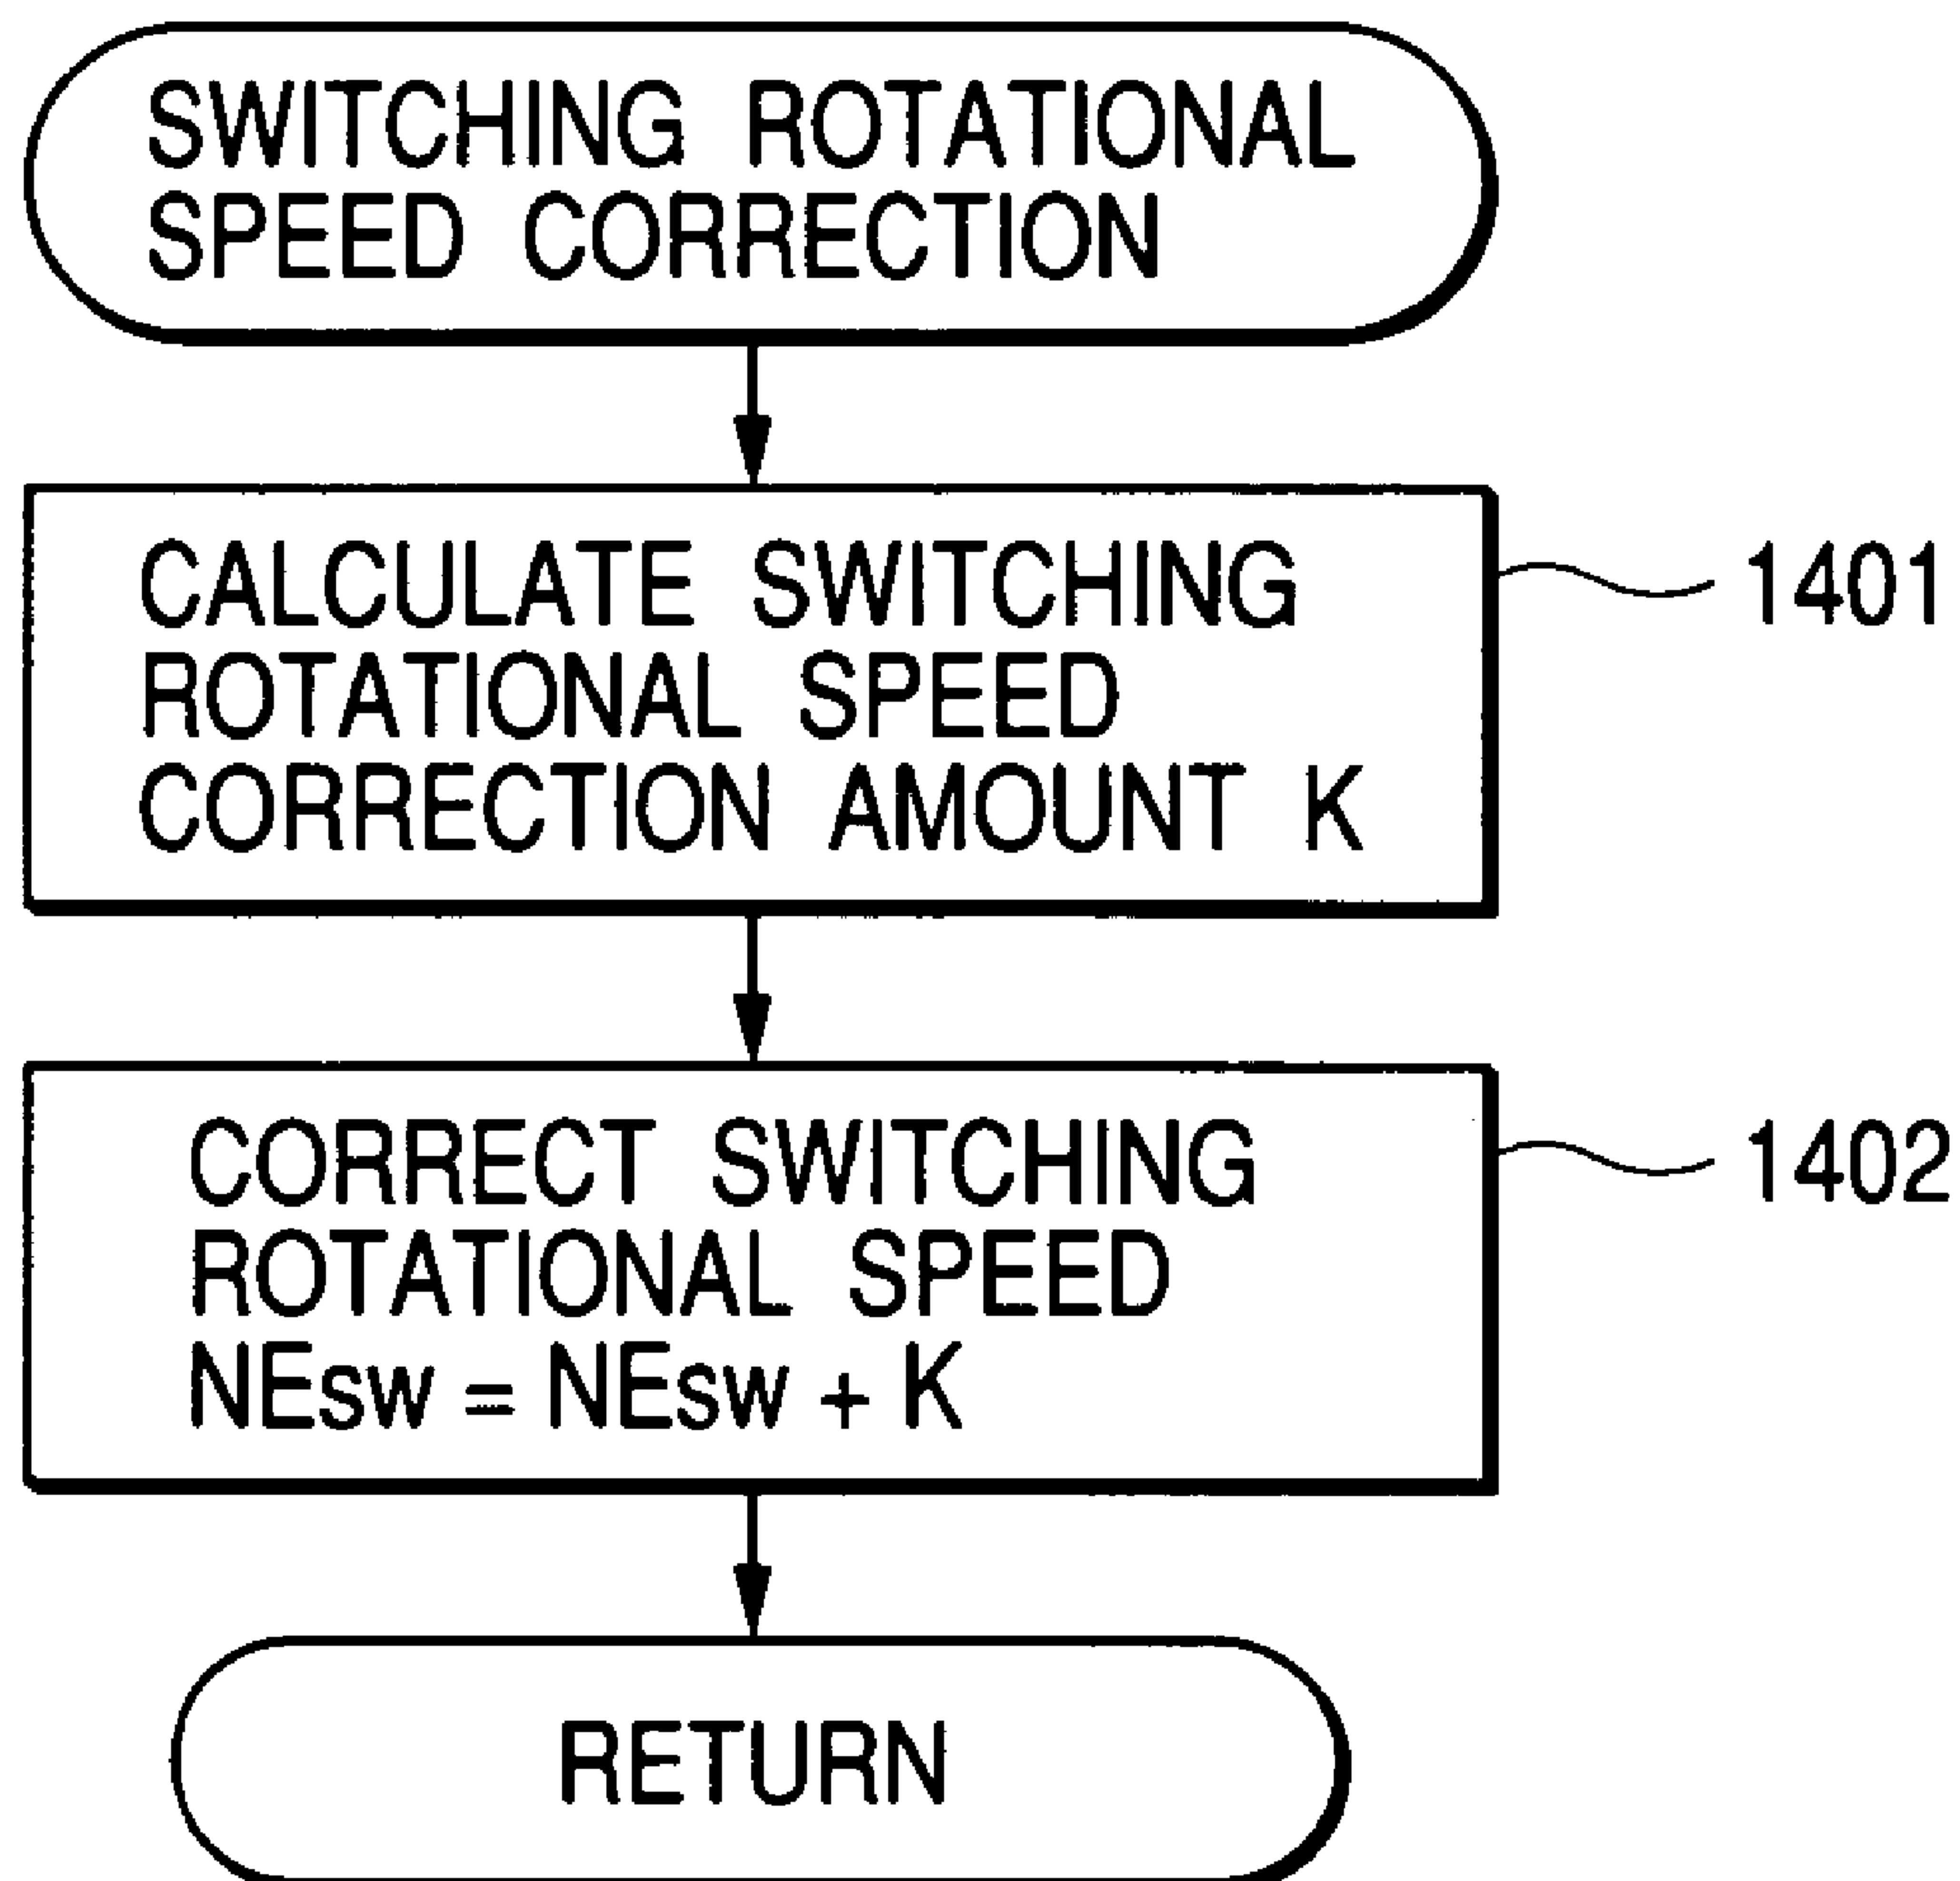 SWITCHING ROTATIONAL
SPEED CORRECTION
CALCULATE SWITCHING
ROTATIONAL SPEED
CORRECTION AMOUNT K
1401
CORRECT SWITCHING
ROTATIONAL SPEED
NEsw = NEsw + K
1402
RETURN